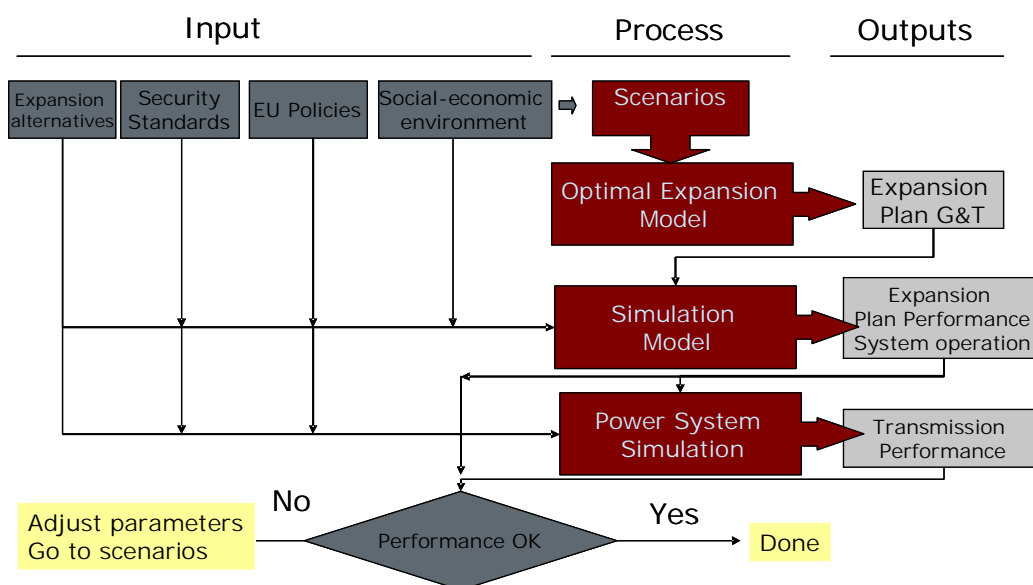 Input
Process
Outputs
Expansion
alternatives
Security
Standards
EU Policies
Social-economic
environment
Scenarios
Optimal Expansion
Model
Expansion
Plan G&T
Simulation
Model
Expansion
Plan Performance
System operation
Power System
Simulation
Transmission
Performance
No
Yes
Adjust parameters
Go to scenarios
Performance OK
Done